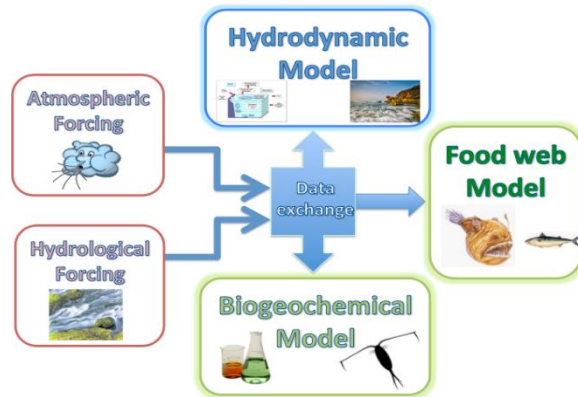 Hydrodynamic
Model
Atmospheric
Forcing
Food web
Model
Data
exchange
Hydrological
Forcing
Biogeochemical
Model